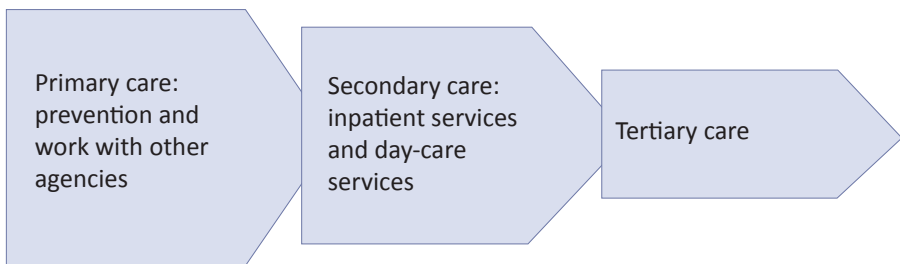 Primary care:
prevention and
work with other
agencies
Secondary care:
inpatient services
and day-care
services
Tertiary care